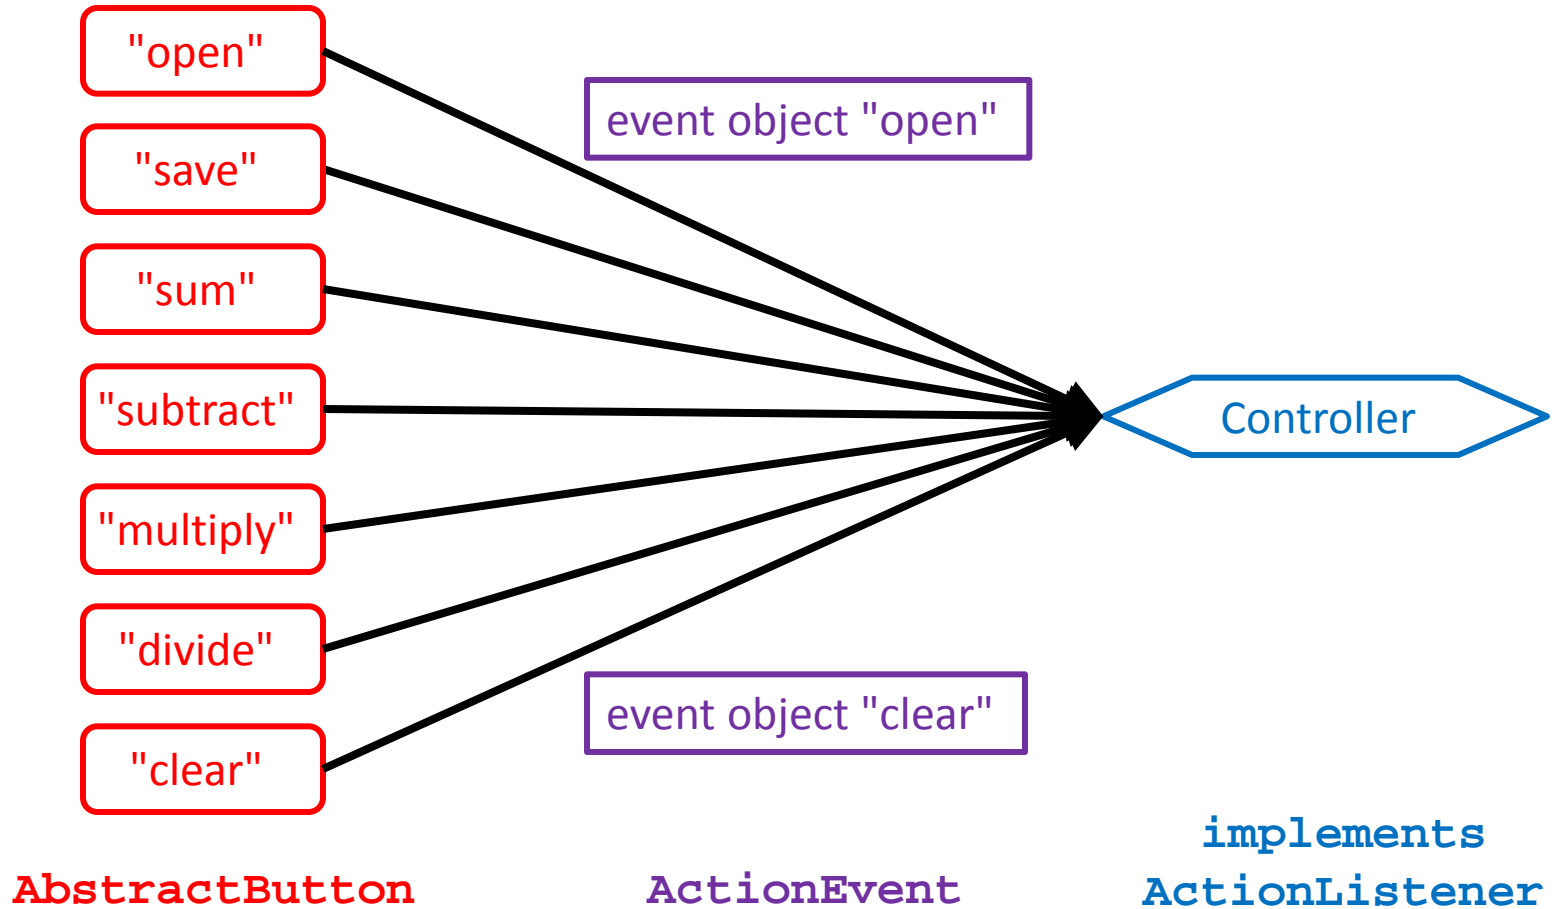 "open"
event object "open"
"save"
"sum"
"subtract"
Controller
"multiply"
"divide"
event object "clear"
"clear"
AbstractButton
ActionEvent
implements
ActionListener